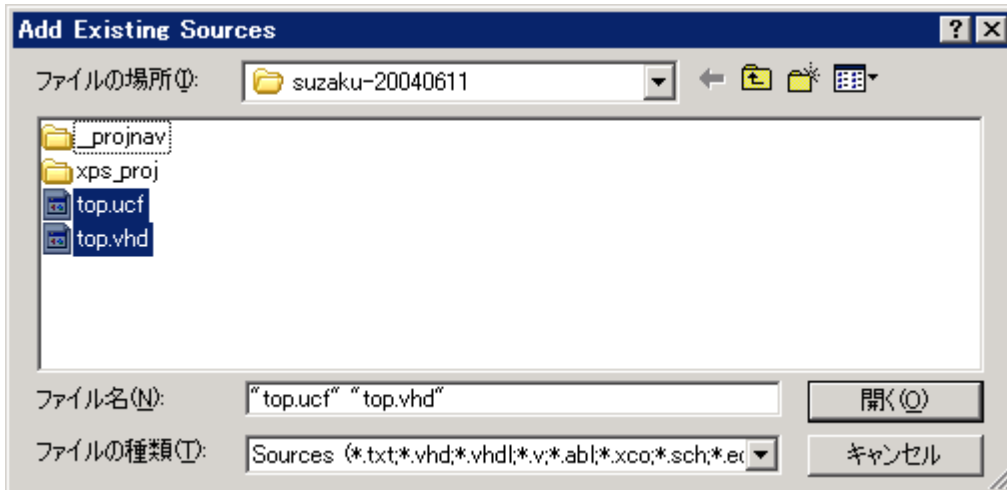 Add Existing Sources
ファイルの場所(I):
suzaku-20040611
_projnav
xps_proj
top.ucf
top.vhd
ファイル名(N):
"top.ucf" "top.vhd"
開く(O)
ファイルの種類(T):
Sources (*.txt;*.vhd;*.vhdl;*.v;*.abl;*.xco;*.sch;*.e
キャンセル